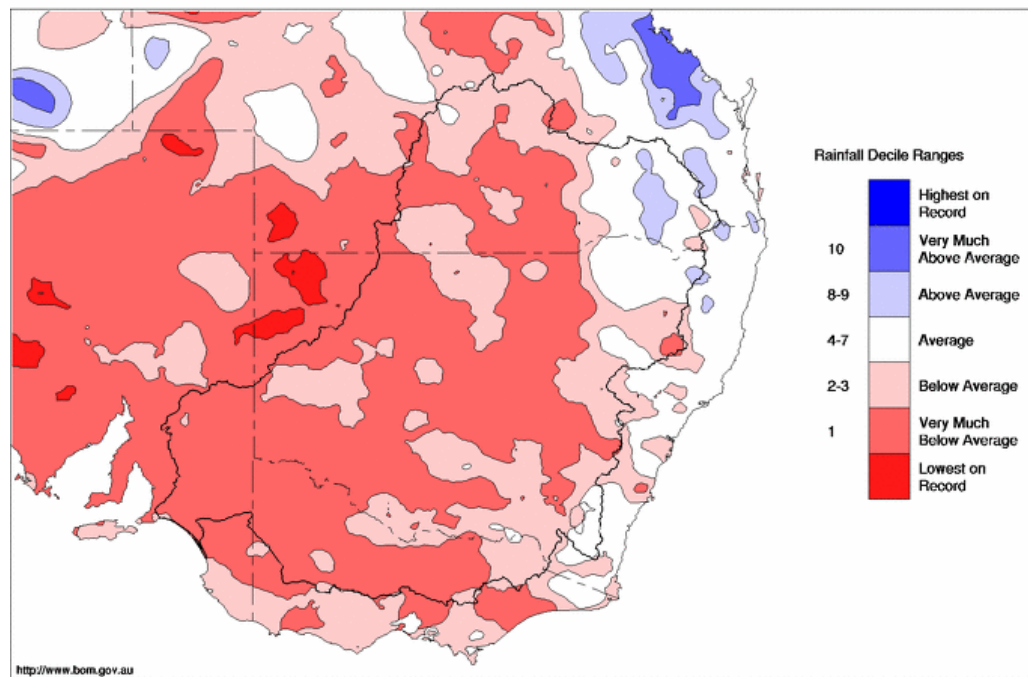 Rainfall Decile Ranges
Highest on
Record
10
Very Much
Above Average
8-9
Above Average
4-7
Average
2-3
Below Average
1
Very Much
Below Average
Lowest on
Record
http://www.bom.gov.au